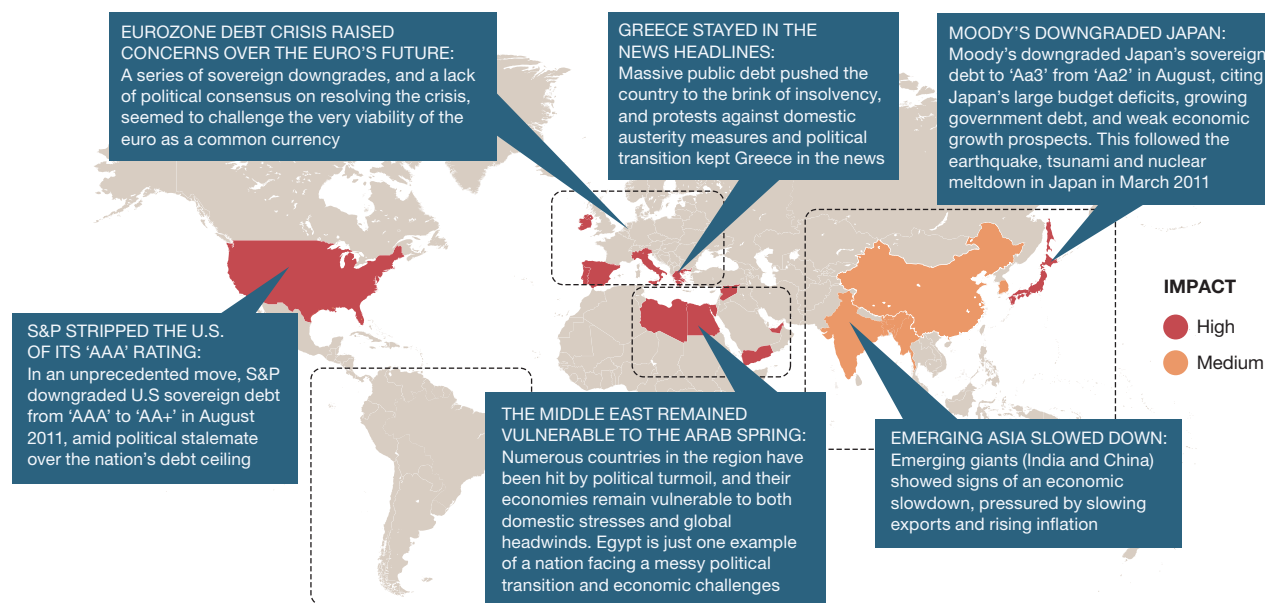 EUROZONE DEBT CRISIS RAISED
CONCERNS OVER THE EURO’S FUTURE:
A series of sovereign downgrades, and a lack
of political consensus on resolving the crisis,
seemed to challenge the very viability of the
euro as a common currency
GREECE STAYED IN THE
NEWS HEADLINES:
Massive public debt pushed the
country to the brink of insolvency,
and protests against domestic
austerity measures and political
transition kept Greece in the news
MOODY’S DOWNGRADED JAPAN:
Moody’s downgraded Japan’s sovereign
debt to ‘Aa3’ from ‘Aa2’ in August, citing
Japan’s large budget deficits, growing
government debt, and weak economic
growth prospects. This followed the
earthquake, tsunami and nuclear
meltdown in Japan in March 2011
IMPACT
High
Medium
S&P STRIPPED THE U.S.
OF ITS ‘AAA’ RATING:
In an unprecedented move, S&P
downgraded U.S sovereign debt
from ‘AAA’ to ‘AA+’ in August
2011, amid political stalemate
over the nation’s debt ceiling
THE MIDDLE EAST REMAINED
VULNERABLE TO THE ARAB SPRING:
Numerous countries in the region have
been hit by political turmoil, and their
economies remain vulnerable to both
domestic stresses and global
headwinds. Egypt is just one example
of a nation facing a messy political
transition and economic challenges
EMERGING ASIA SLOWED DOWN:
Emerging giants (India and China)
showed signs of an economic
slowdown, pressured by slowing
exports and rising inflation